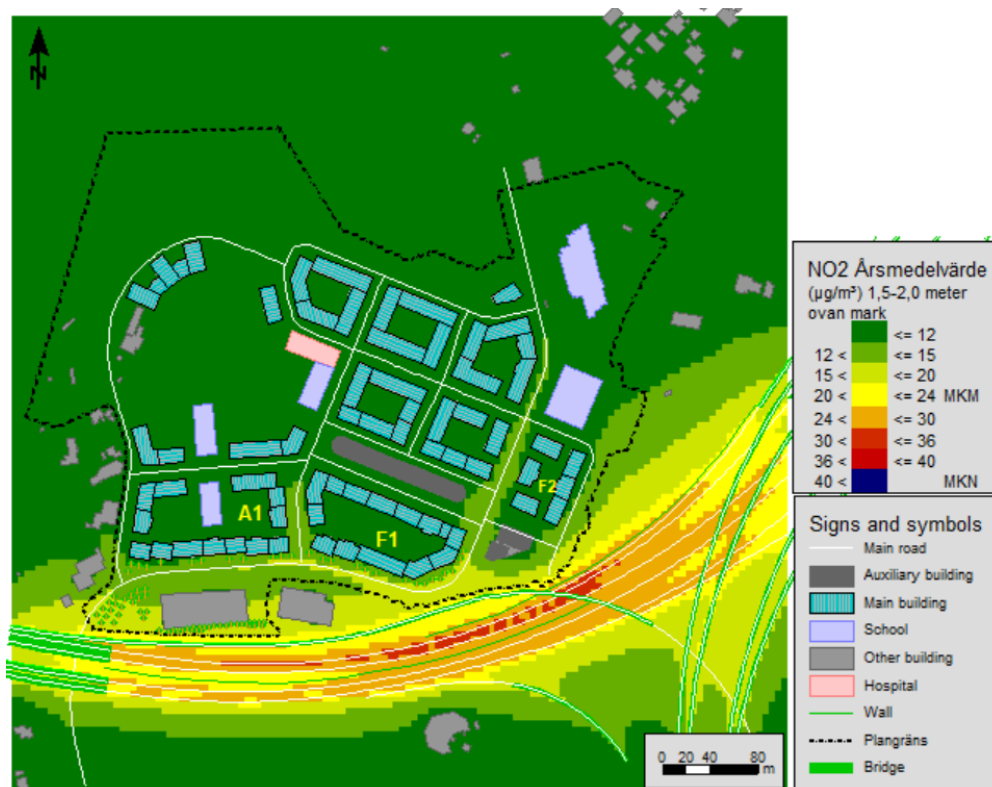 N
A1
F1
F2
NO2 Årsmedelvärde
(µg/m³) 1,5-2,0 meter
ovan mark
<= 12
12 < <= 15
15 < <= 20
20 < <= 24 MKM
24 < <= 30
30 < <= 36
36 < <= 40
40 < MKN
Signs and symbols
Main road
Auxiliary building
Main building
School
Other building
Hospital
Wall
Plangräns
Bridge
0 20 40 80
m